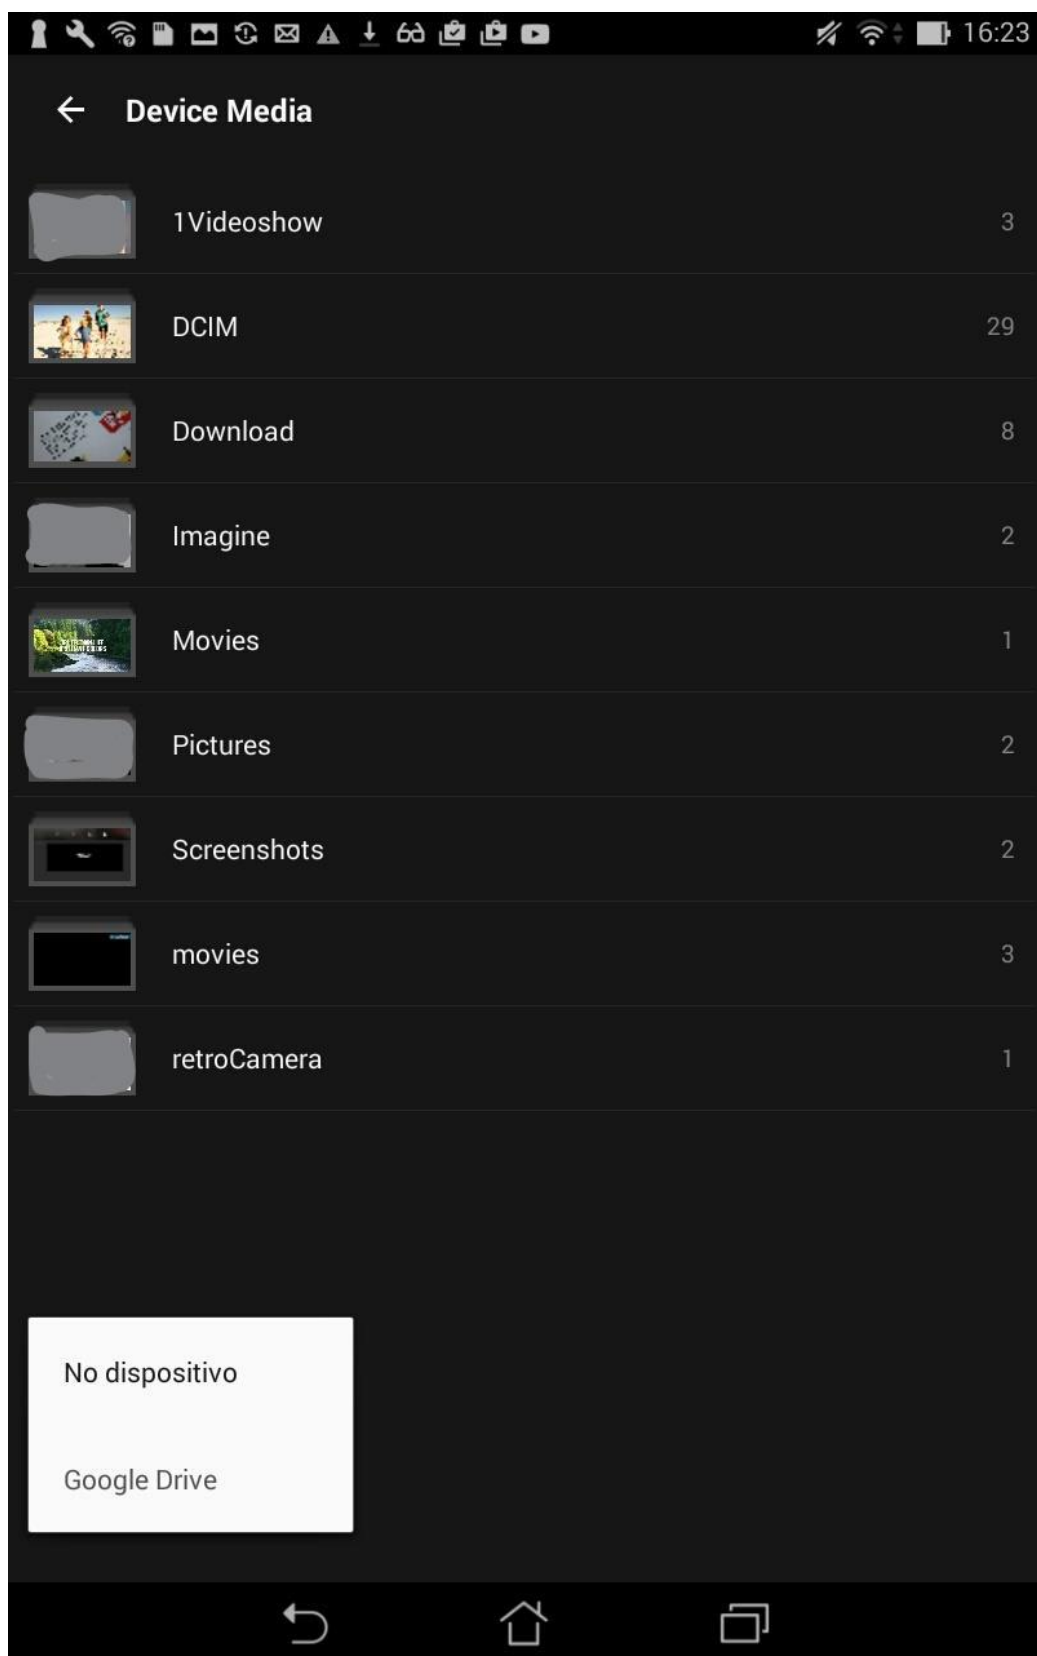 16:23
Device Media
1Videoshow 3
DCIM 29
Download 8
Imagine 2
Movies 1
Pictures 2
Screenshots 2
movies 3
retroCamera 1
No dispositivo
Google Drive